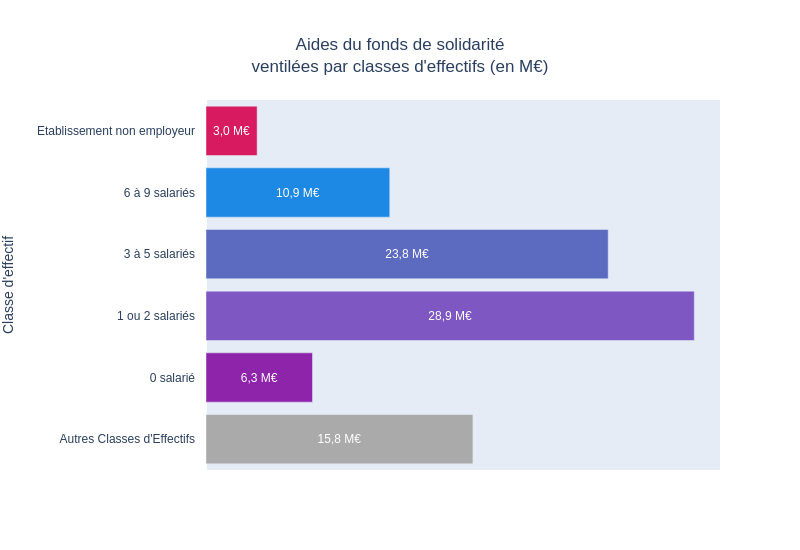 Aides du fonds de solidarité
ventilées par classes d'effectifs (en M€)
Classe d'effectif
Etablissement non employeur
3,0 M€
6 à 9 salariés
10,9 M€
3 à 5 salariés
23,8 M€
1 ou 2 salariés
28,9 M€
0 salarié
6,3 M€
Autres Classes d'Effectifs
15,8 M€